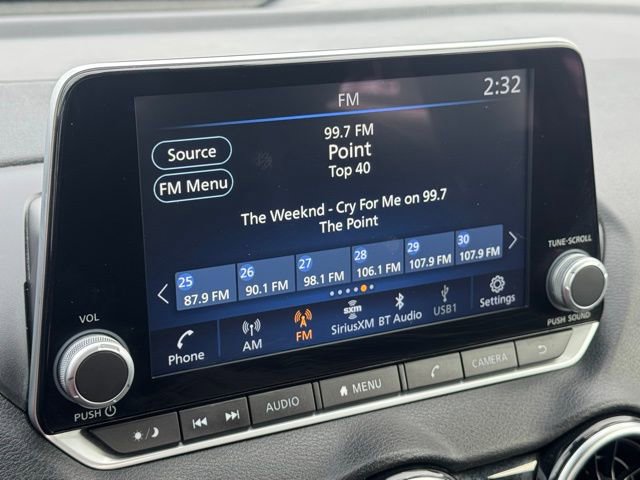 FM
2:32
99.7 FM
Point
Top 40
Source
FM Menu
The Weeknd - Cry For Me on 99.7
The Point
25 26 27 28 29 30
87.9 FM 90.1 FM 98.1 FM 106.1 FM 107.9 FM 107.9 FM
Phone
AM
FM
sxm
SiriusXM
BT Audio
USB1
Settings
VOL
PUSH
TUNE-SCROLL
PUSH SOUND
AUDIO
MENU
CAMERA